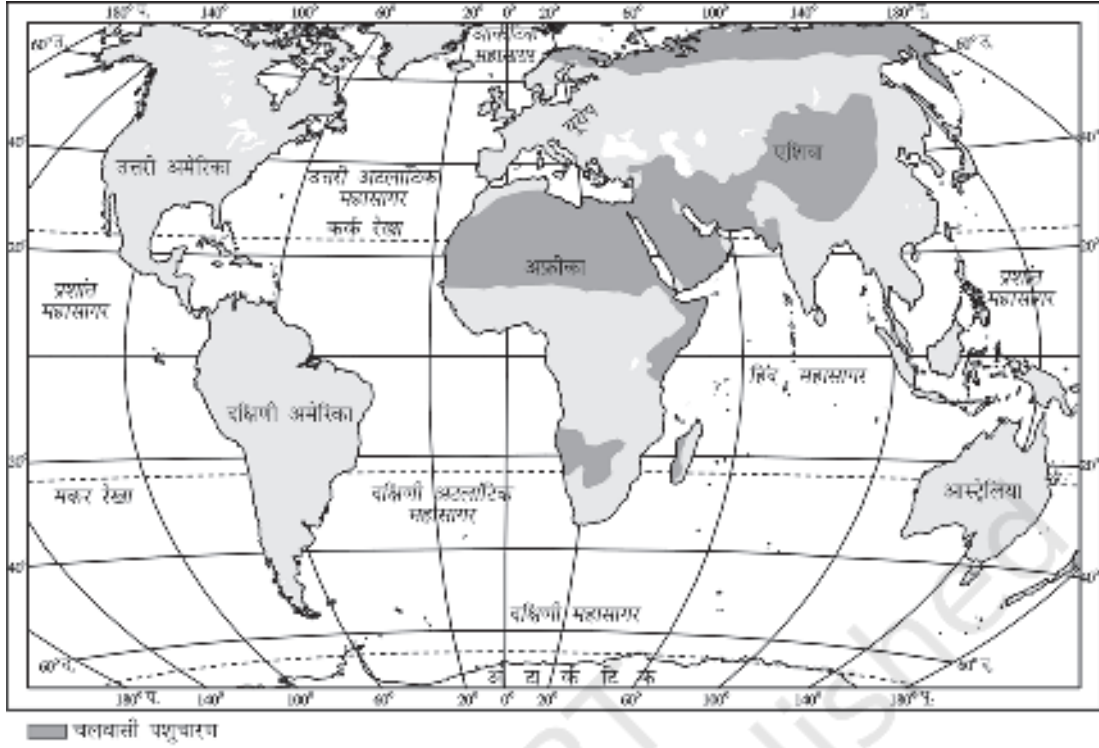 180° प. 140° 100° 60° 20° 0° 20° 60° 100° 140° 180° पू.
आर्कटिक
महासागर
60° उ. 60° उ.
यूरोप
40° 40°
एशिया
उत्तरी अमेरिका
उत्तरी अटलांटिक
महासागर
कर्क रेखा
20° 20°
अफ्रीका
प्रशांत
महासागर
प्रशांत
महासागर
हिंद महासागर
दक्षिणी अमेरिका
20° 20°
मकर रेखा
दक्षिणी अटलांटिक
महासागर
आस्ट्रेलिया
40° 40°
दक्षिणी महासागर
60° द. 60° द.
अं टा र्क टि क
180° प. 140° 100° 60° 20° 0° 20° 60° 100° 140° 180° पू.
चलवासी पशुचारण